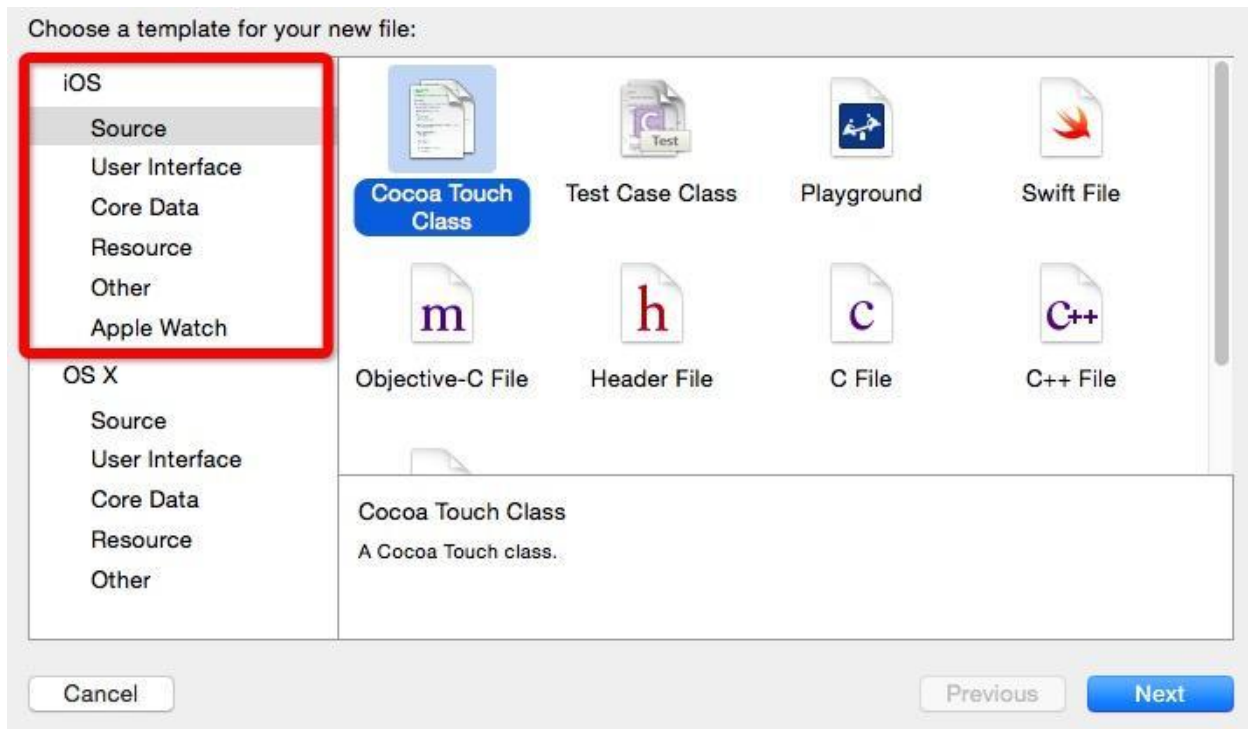 Choose a template for your new file:
iOS
Source
User Interface
Core Data
Resource
Other
Apple Watch
OS X
Source
User Interface
Core Data
Resource
Other
Test
Cocoa Touch
Class
Test Case Class
Playground
Swift File
m
h
c
C++
Objective-C File
Header File
C File
C++ File
Cocoa Touch Class
A Cocoa Touch class.
Cancel
Previous
Next